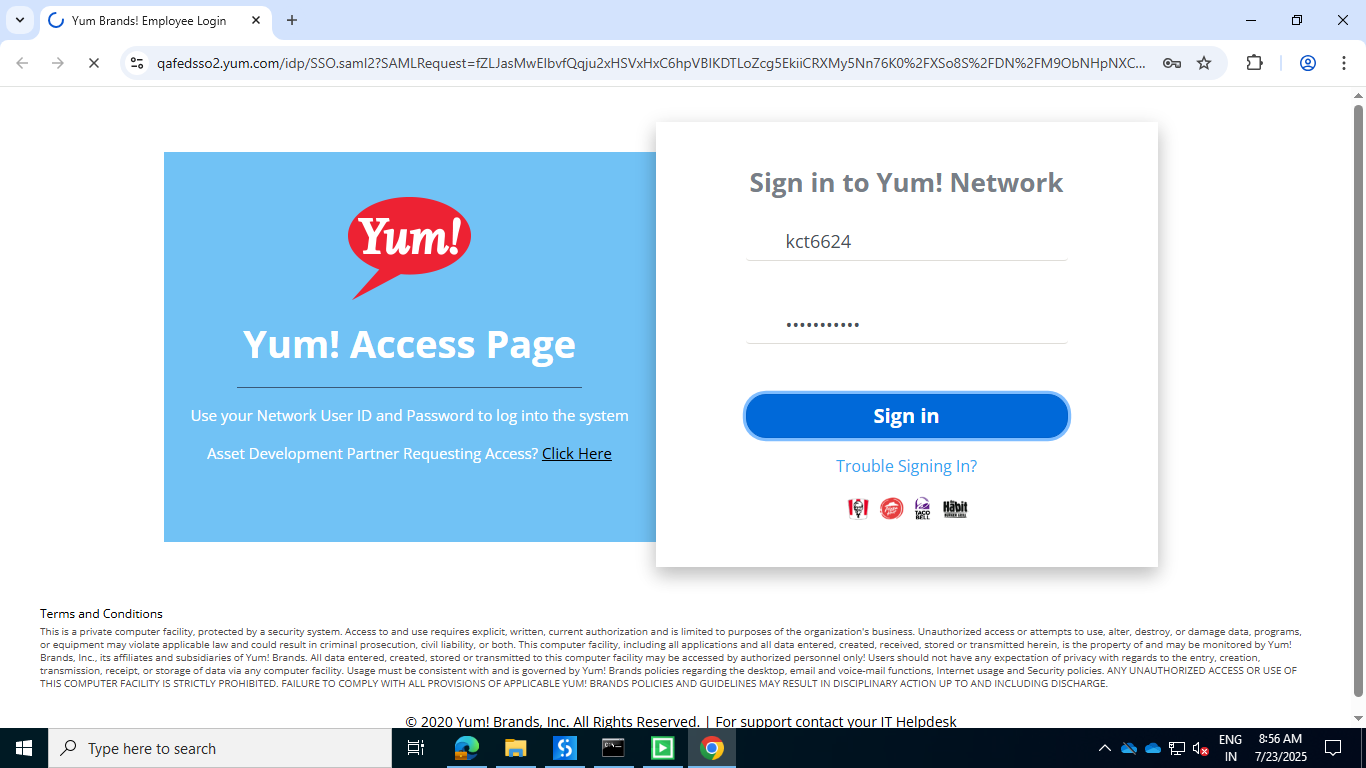 Yum Brands! Employee Login
qafedsso2.yum.com/idp/SSO.saml2?SAMLRequest=fZLJasMwEIbvfQqju2xHSVxHxC6hpVBIKDTLoZcg5EkiiCRXMy5Nn76K0%2FXSo8S%2FDN%2FM9ObNHpNXC...
Yum!
Yum! Access Page
Use your Network User ID and Password to log into the system
Asset Development Partner Requesting Access? Click Here
Sign in to Yum! Network
kct6624
•••••••••••
Sign in
Trouble Signing In?
TACO BELL
The Habit BURGER GRILL
Terms and Conditions
This is a private computer facility, protected by a security system. Access to and use requires explicit, written, current authorization and is limited to purposes of the organization's business. Unauthorized access or attempts to use, alter, destroy, or damage data, programs,
or equipment may violate applicable law and could result in criminal prosecution, civil liability, or both. This computer facility, including all applications and all data entered, created, received, stored or transmitted herein, is the property of and may be monitored by Yum!
Brands, Inc., its affiliates and subsidiaries of Yum! Brands. All data entered, created, stored or transmitted to this computer facility may be accessed by authorized personnel only! Users should not have any expectation of privacy with regards to the entry, creation,
transmission, receipt, or storage of data via any computer facility. Usage must be consistent with and is governed by Yum! Brands policies regarding the desktop, email and voice-mail functions, Internet usage and Security policies. ANY UNAUTHORIZED ACCESS OR USE OF
THIS COMPUTER FACILITY IS STRICTLY PROHIBITED. FAILURE TO COMPLY WITH ALL PROVISIONS OF APPLICABLE YUM! BRANDS POLICIES AND GUIDELINES MAY RESULT IN DISCIPLINARY ACTION UP TO AND INCLUDING DISCHARGE.
© 2020 Yum! Brands, Inc. All Rights Reserved. | For support contact your IT Helpdesk
Type here to search
ENG
IN
8:56 AM
7/23/2025